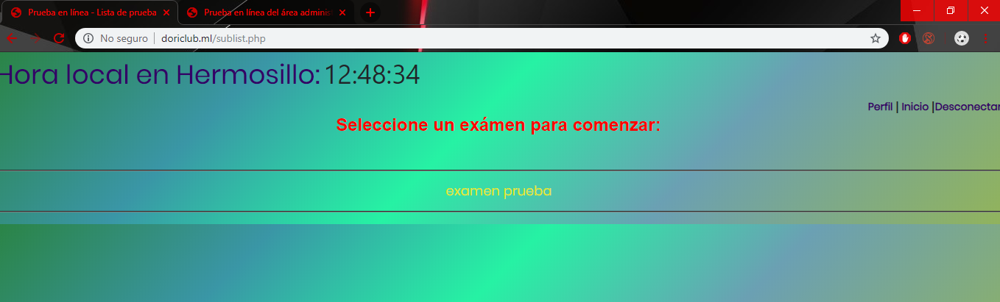 Prueba en línea - Lista de prueba
Prueba en línea del área administ
No seguro | doriclub.ml/sublist.php
Hora local en Hermosillo: 12:48:34
Perfil | Inicio |Desconectar
Seleccione un exámen para comenzar:
examen prueba